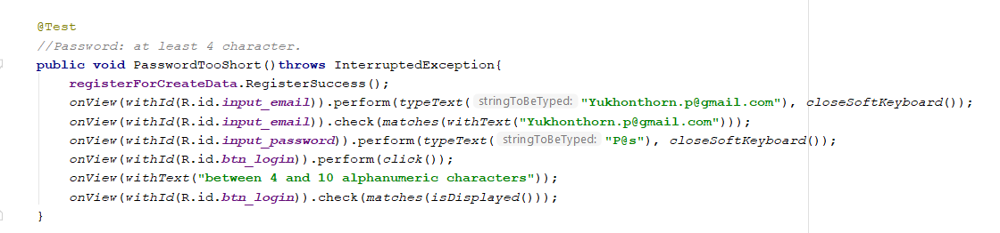 @Test
//Password: at least 4 character.
public void PasswordTooShort()throws InterruptedException{
registerForCreateData.RegisterSuccess();
onView(withId(R.id.input_email)).perform(typeText( stringToBeTyped: "Yukhonthorn.p@gmail.com"), closeSoftKeyboard());
onView(withId(R.id.input_email)).check(matches(withText("Yukhonthorn.p@gmail.com")));
onView(withId(R.id.input_password)).perform(typeText( stringToBeTyped: "P@s"), closeSoftKeyboard());
onView(withId(R.id.btn_login)).perform(click());
onView(withText("between 4 and 10 alphanumeric characters"));
onView(withId(R.id.btn_login)).check(matches(isDisplayed()));
}